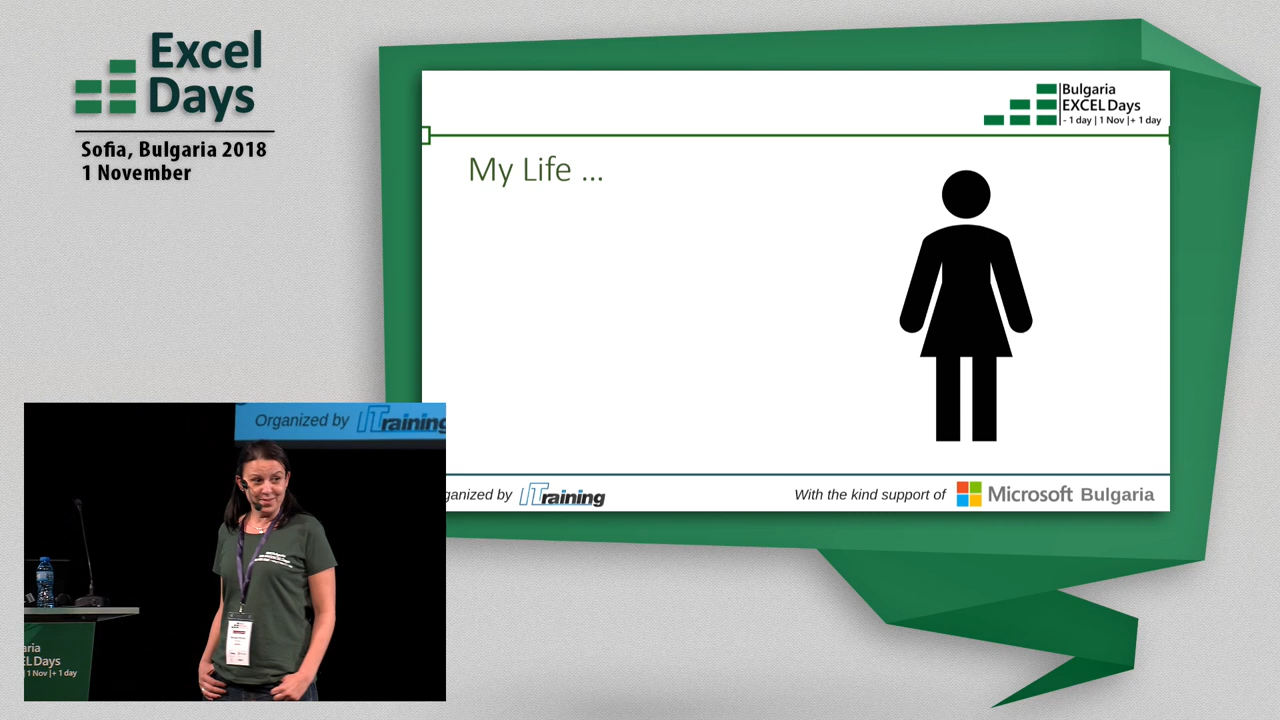 Excel
Days
Sofia, Bulgaria 2018
1 November
Bulgaria
EXCEL Days
- 1 day | 1 Nov |+ 1 day
My Life ...
ganized by ITraining
With the kind support of Microsoft Bulgaria
Organized by ITraining
aria
EL Days
1 Nov |+ 1 day